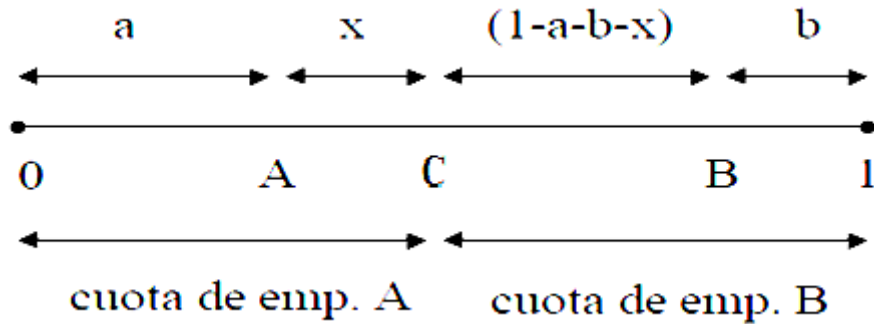 a x (1-a-b-x) b
0 A C B 1
cuota de emp. A cuota de emp. B